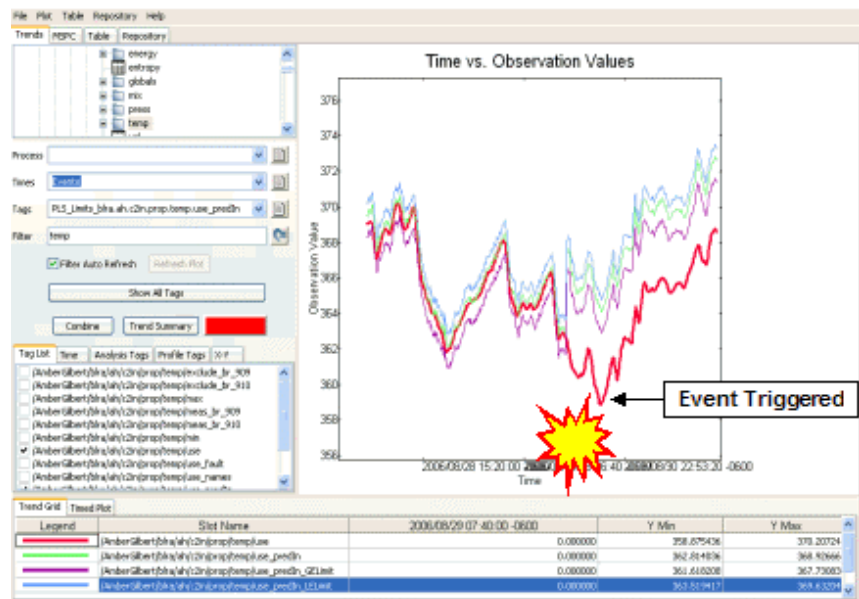 File Plot Table Repository Help
Trends PEPC Table Repository
energy
entropy
globals
mix
press
temp
Time vs. Observation Values
Process
Times Events
Tags PLS_Limits_blra.ah.c2in.prop.temp.use_predIn
Filter temp
Filter Auto Refresh Refresh Plot
Show All Tags
Combine Trend Summary
Tag List Time Analysis Tags Profile Tags X-Y
/AmberGilbert/blra/ah/c2in/prop/temp/exclude_br_909
/AmberGilbert/blra/ah/c2in/prop/temp/exclude_br_910
/AmberGilbert/blra/ah/c2in/prop/temp/max
/AmberGilbert/blra/ah/c2in/prop/temp/meas_br_909
/AmberGilbert/blra/ah/c2in/prop/temp/meas_br_910
/AmberGilbert/blra/ah/c2in/prop/temp/min
/AmberGilbert/blra/ah/c2in/prop/temp/use
/AmberGilbert/blra/ah/c2in/prop/temp/use_fault
/AmberGilbert/blra/ah/c2in/prop/temp/use_names
376
374
372
370
368
366
364
362
360
358
356
Observation Value
Event Triggered
2006/08/28 15:20:00
40
08/30 22:53:20 -0600
Time
Trend Grid Timed Plot
Legend Slot Name 2006/08/29 07:40:00 -0600 Y Min Y Max
/AmberGilbert/blra/ah/c2in/prop/temp/use 0.000000 358.875436 370.20724
/AmberGilbert/blra/ah/c2in/prop/temp/use_predIn 0.000000 362.814036 368.92666
/AmberGilbert/blra/ah/c2in/prop/temp/use_predIn_GELimit 0.000000 361.618208 367.73083
/AmberGilbert/blra/ah/c2in/prop/temp/use_predIn_LELimit 0.000000 363.519417 369.63204